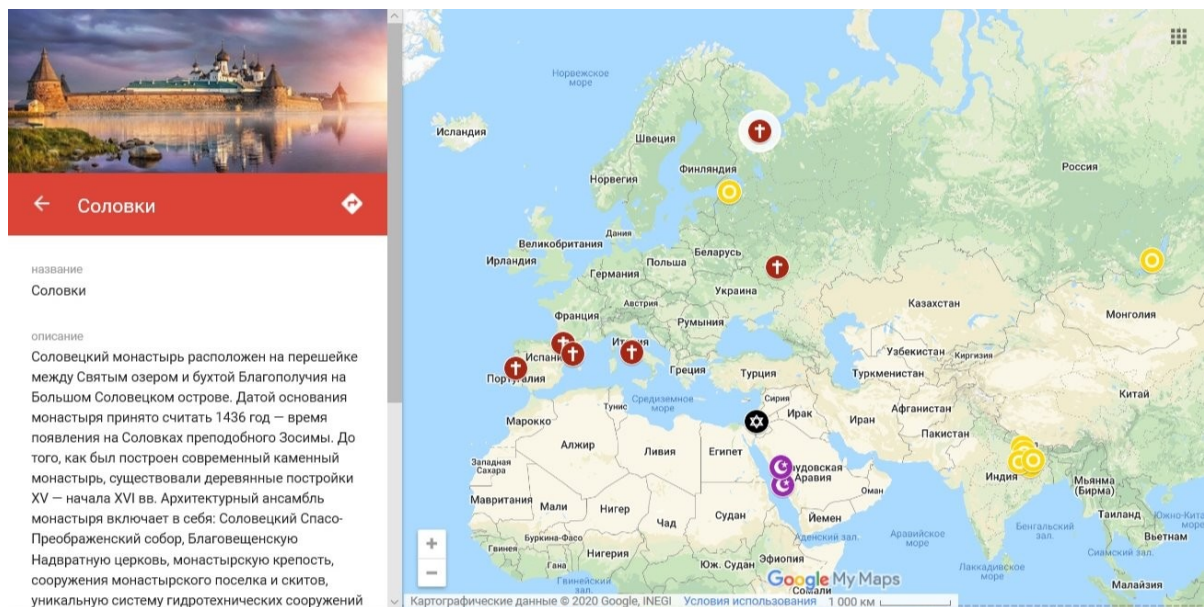 Соловки
название
Соловки
описание
Соловецкий монастырь расположен на перешейке
между Святым озером и бухтой Благополучия на
Большом Соловецком острове. Датой основания
монастыря принято считать 1436 год — время
появления на Соловках преподобного Зосимы. До
того, как был построен современный каменный
монастырь, существовали деревянные постройки
XV — начала XVI вв. Архитектурный ансамбль
монастыря включает в себя: Соловецкий Спасо-
Преображенский собор, Благовещенскую
Надвратную церковь, монастырскую крепость,
сооружения монастырского поселка и скитов,
уникальную систему гидротехнических сооружений
Норвежское
море
Исландия
Швеция
Финляндия
Россия
Норвегия
Дания
Великобритания
Ирландия
Беларусь
Польша
Германия
Украина
Австрия
Казахстан
Франция
Румыния
Монголия
Испани
Узбекистан
Киргизия
Португалия
Греция
Турция
Туркменистан
Китай
Средиземное
море
Сирия
Тунис
Марокко
Ирак
Иран
Афганистан
Пакистан
Алжир
Ливия
Египет
Западная
Сахара
удовская
Аравия
Индия
Мьянма
(Бирма)
Оман
Мавритания
Мали
Нигер
Чад
Судан
Йемен
Таиланд
Южно-Кита
Вьетнам
Буркина-Фасо
Гвинея
Гана
Нигерия
Аденский зал.
Аравийское
море
Бенгальский
зал.
Сиамский зал.
Юж. Судан
Эфиопия
Лаккадивское
море
Гвинейский
Сомали
Малайзия
Google My Maps
Картографические данные © 2020 Google, INEGI Условия использования 1 000 км